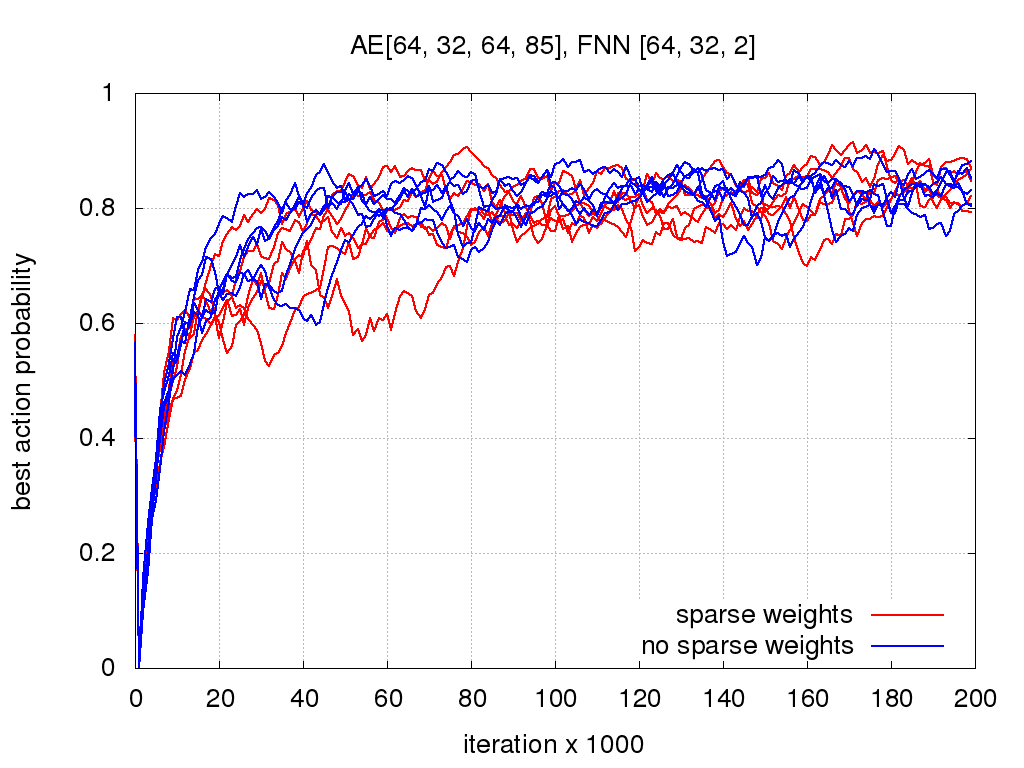 AE[64, 32, 64, 85], FNN [64, 32, 2]
1
0.8
0.6
0.4
0.2
0
best action probability
sparse weights
no sparse weights
0 20 40 60 80 100 120 140 160 180 200
iteration x 1000